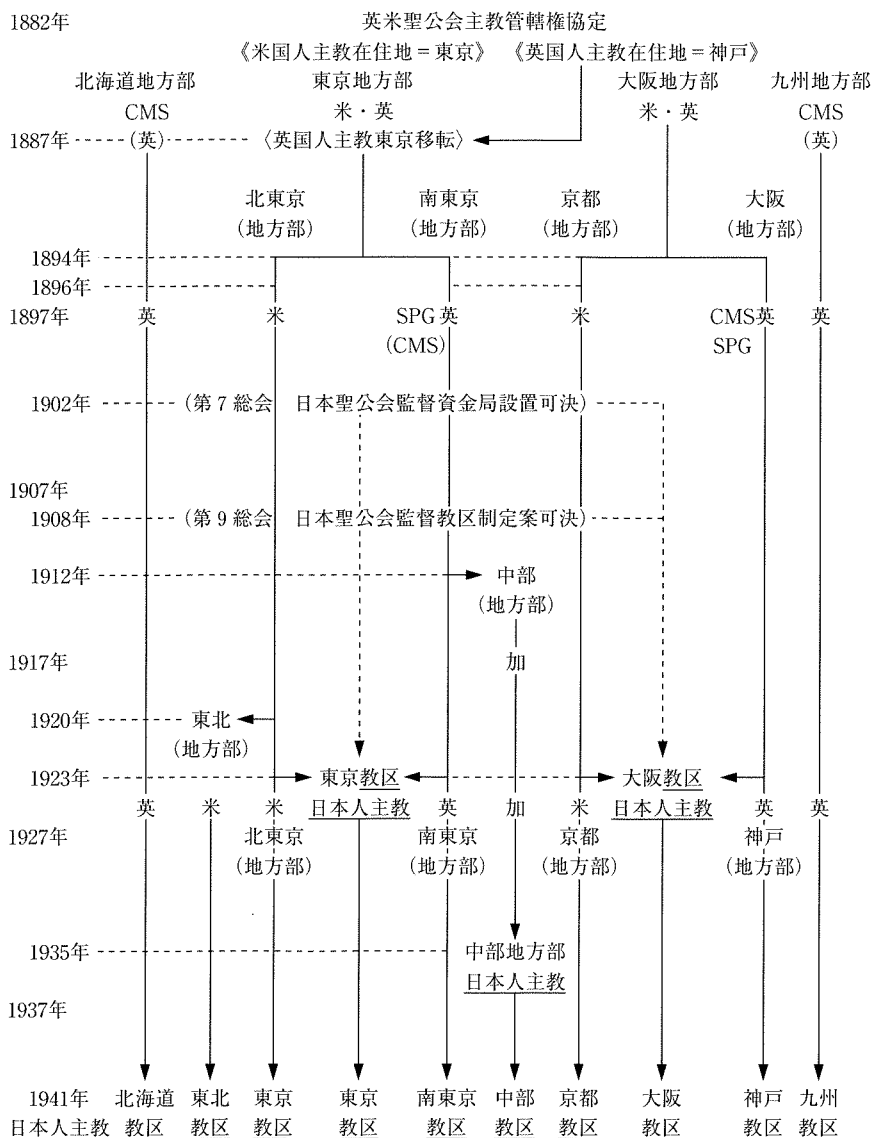 1882年 英米聖公会主教管轄権協定
《米国人主教在住地＝東京》 《英国人主教在住地＝神戸》
北海道地方部 東京地方部 大阪地方部 九州地方部
CMS 米・英 米・英 CMS
1887年 (英) 〈英国人主教東京移転〉 (英)
北東京 南東京 京都 大阪
(地方部) (地方部) (地方部) (地方部)
1894年
1896年
1897年 英 米 SPG英 米 CMS英 英
(CMS) SPG
1902年 (第7総会 日本聖公会監督資金局設置可決)
1907年
1908年 (第9総会 日本聖公会監督教区制定案可決)
1912年 中部
(地方部)
1917年 加
1920年 東北
(地方部)
1923年 東京教区 大阪教区
英 米 米 日本人主教 英 加 米 日本人主教 英 英
1927年 北東京 南東京 京都 神戸
(地方部) (地方部) (地方部) (地方部)
1935年 中部地方部
日本人主教
1937年
1941年 北海道 東北 東京 東京 南東京 中部 京都 大阪 神戸 九州
日本人主教 教区 教区 教区 教区 教区 教区 教区 教区 教区 教区